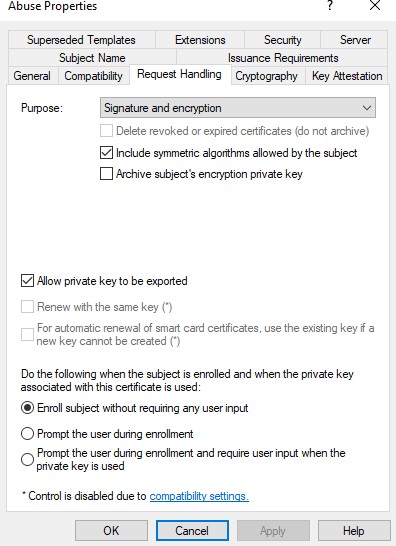 Abuse Properties
?
Superseded Templates Extensions Security Server
Subject Name Issuance Requirements
General Compatibility Request Handling Cryptography Key Attestation
Purpose: Signature and encryption
Delete revoked or expired certificates (do not archive)
Include symmetric algorithms allowed by the subject
Archive subject's encryption private key
Allow private key to be exported
Renew with the same key (*)
For automatic renewal of smart card certificates, use the existing key if a
new key cannot be created (*)
Do the following when the subject is enrolled and when the private key
associated with this certificate is used:
Enroll subject without requiring any user input
Prompt the user during enrollment
Prompt the user during enrollment and require user input when the
private key is used
* Control is disabled due to compatibility settings.
OK Cancel Apply Help